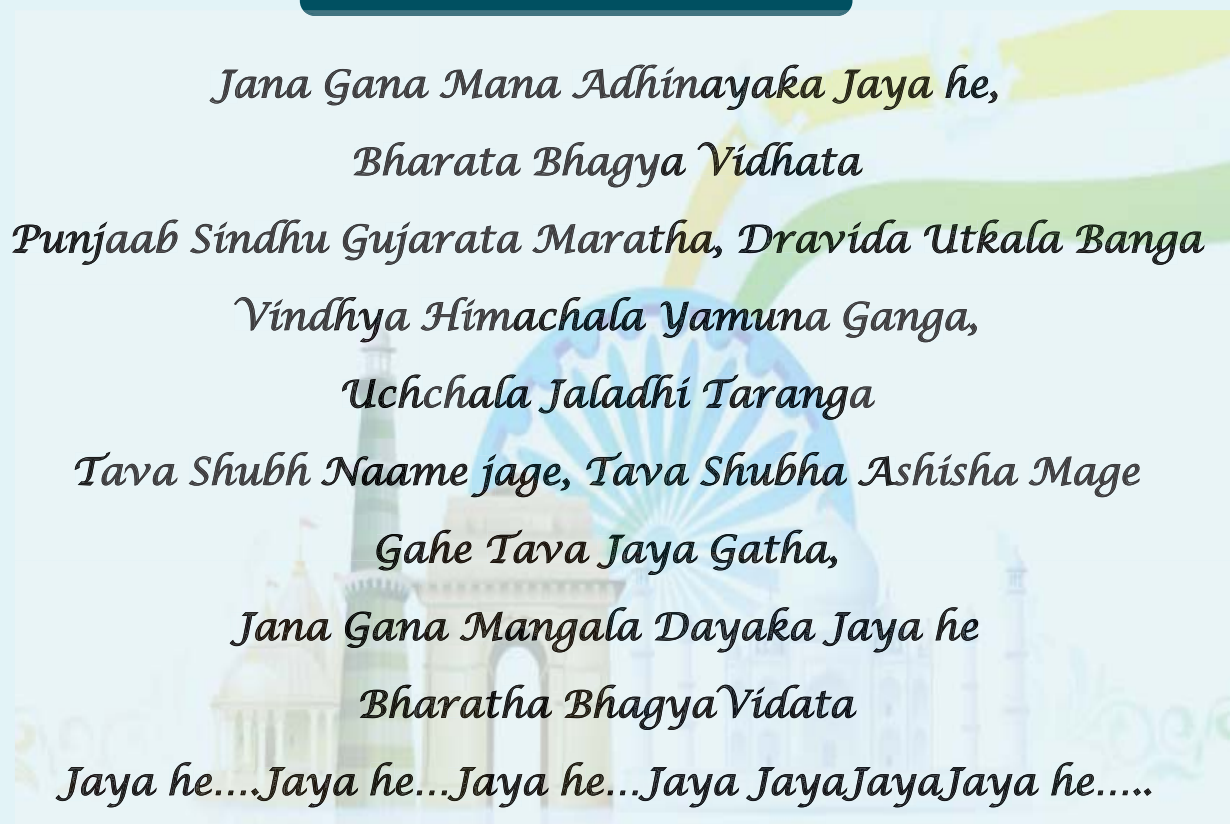 Jana Gana Mana Adhinayaka Jaya he,
Bharata Bhagya Vidhata
Punjaab Sindhu Gujarata Maratha, Dravida Utkala Banga
Vindhya Himachala Yamuna Ganga,
Uchchala Jaladhi Taranga
Tava Shubh Naame jage, Tava Shubha Ashisha Mage
Gahe Tava Jaya Gatha,
Jana Gana Mangala Dayaka Jaya he
Bharatha BhagyaVidata
Jaya he....Jaya he...Jaya he...Jaya JayaJayaJaya he.....